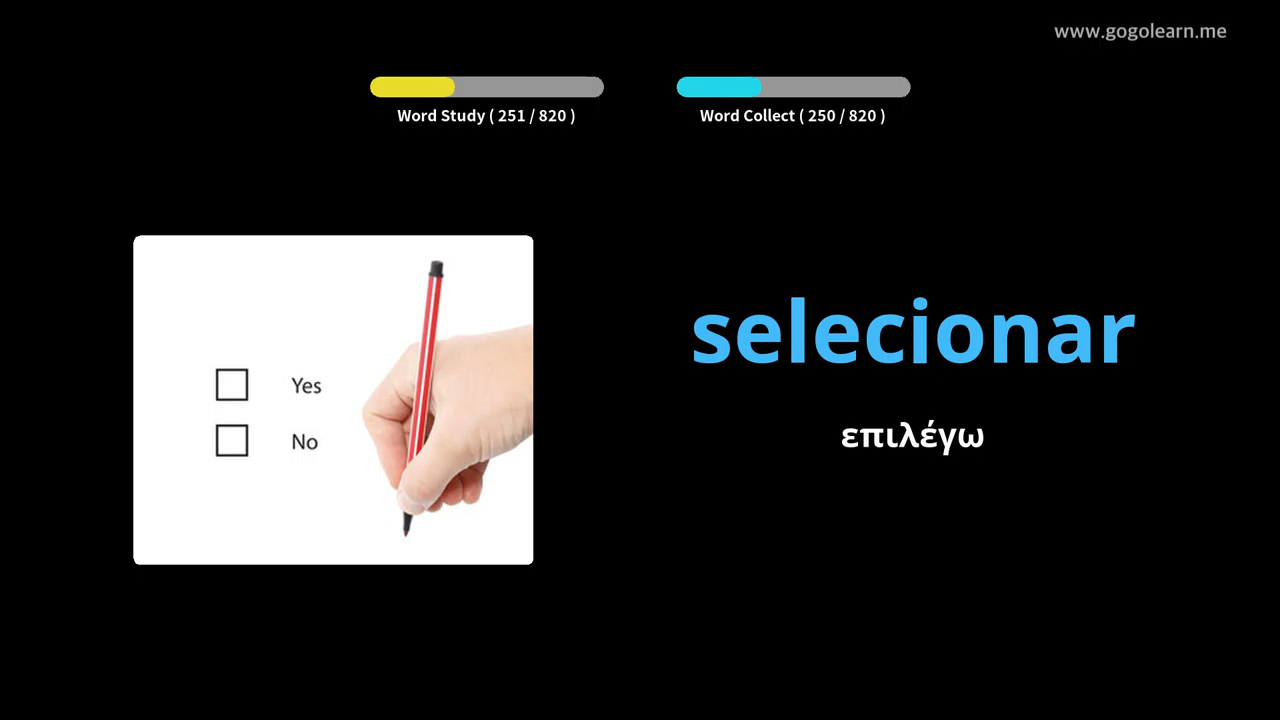 www.gogolearn.me
Word Study ( 251 / 820 )
Word Collect ( 250 / 820 )
Yes
No
selecionar
επιλέγω